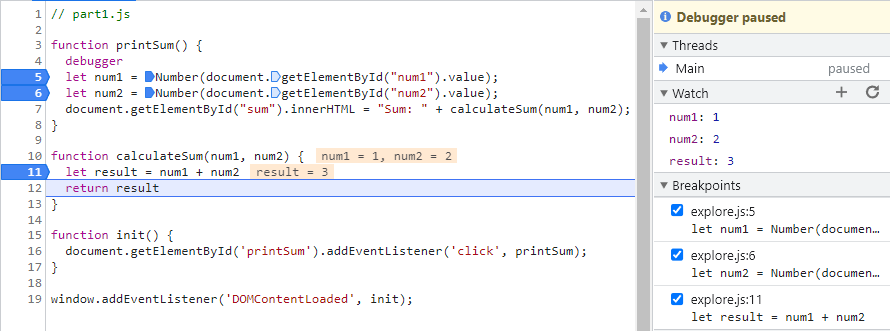 1 // part1.js
2
3 function printSum() {
4 debugger
5 let num1 = Number(document.getElementById("num1").value);
6 let num2 = Number(document.getElementById("num2").value);
7 document.getElementById("sum").innerHTML = "Sum: " + calculateSum(num1, num2);
8 }
9
10 function calculateSum(num1, num2) { num1 = 1, num2 = 2
11 let result = num1 + num2 result = 3
12 return result
13 }
14
15 function init() {
16 document.getElementById('printSum').addEventListener('click', printSum);
17 }
18
19 window.addEventListener('DOMContentLoaded', init);
Debugger paused
Threads
Main paused
Watch
num1: 1
num2: 2
result: 3
Breakpoints
explore.js:5
let num1 = Number(documen…
explore.js:6
let num2 = Number(documen…
explore.js:11
let result = num1 + num2